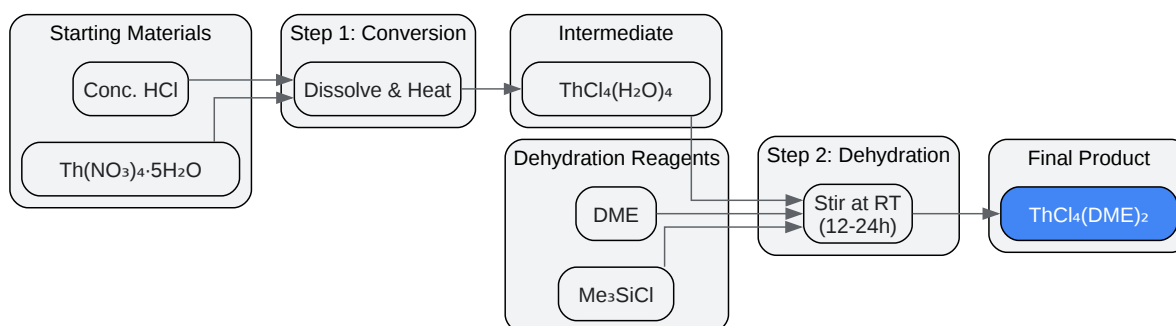 Starting Materials
Conc. HCl
Th(NO₃)₄·5H₂O
Step 1: Conversion
Dissolve & Heat
Intermediate
ThCl₄(H₂O)₄
Dehydration Reagents
DME
Me₃SiCl
Step 2: Dehydration
Stir at RT
(12-24h)
Final Product
ThCl₄(DME)₂